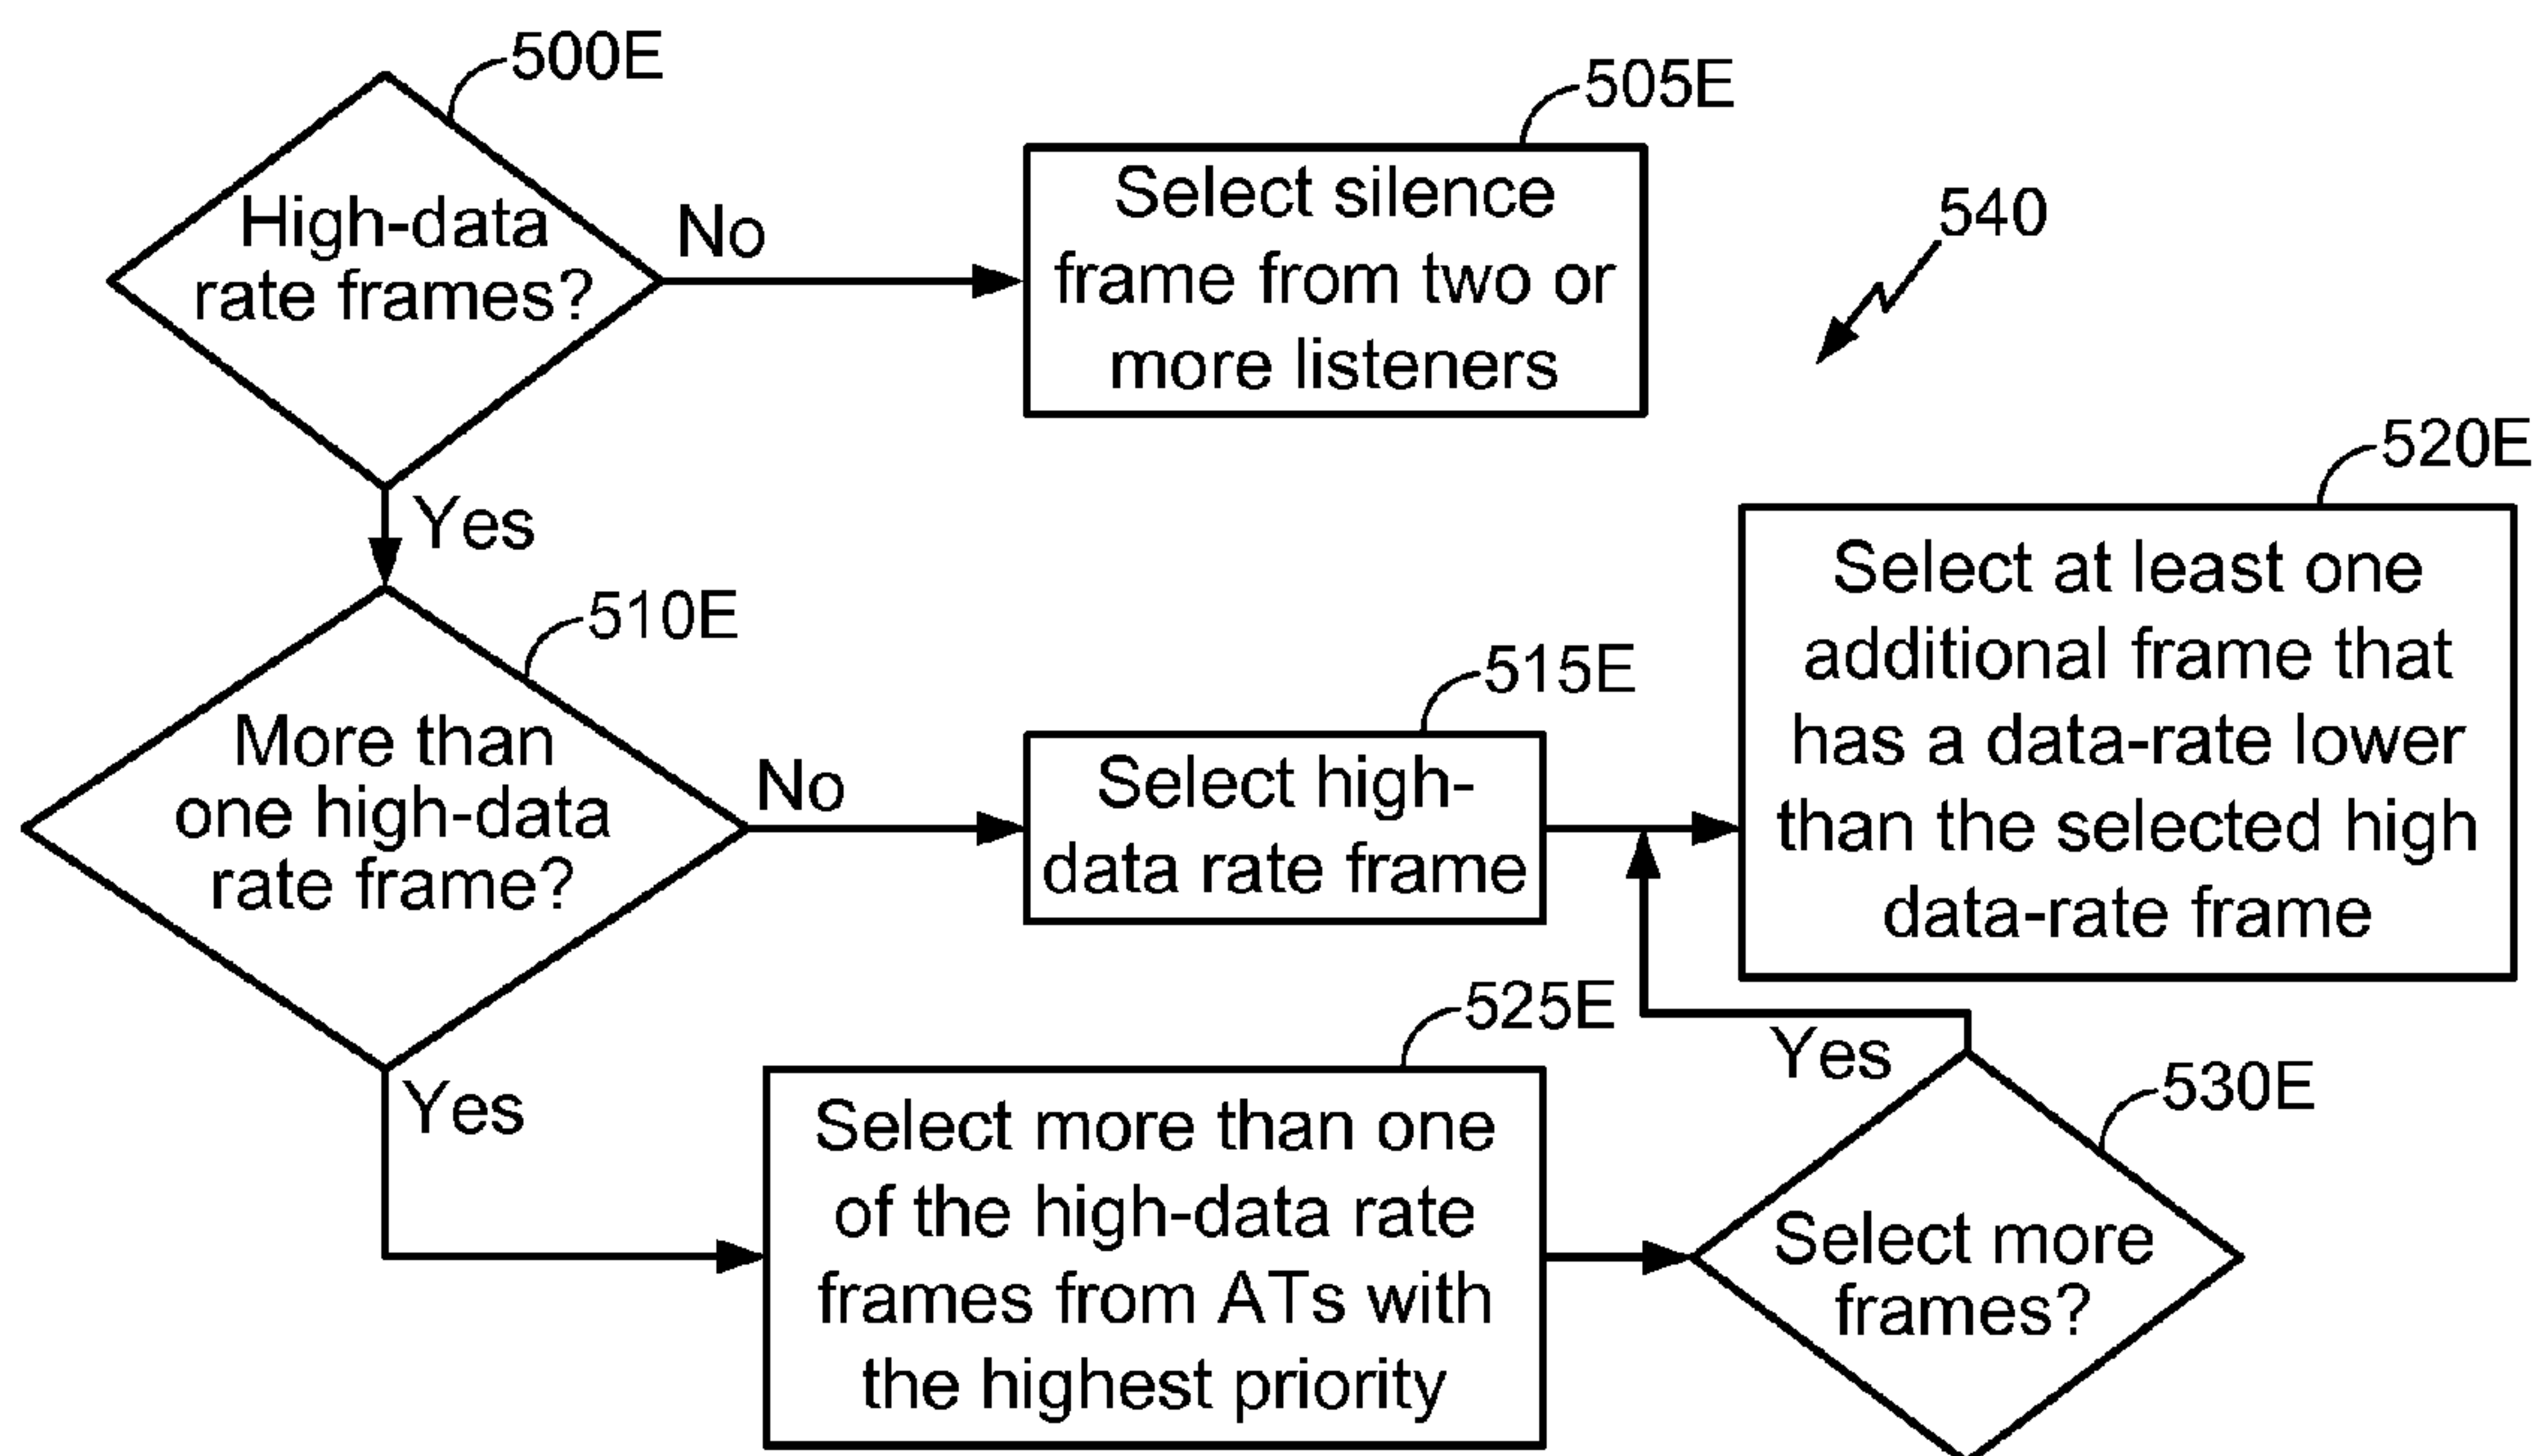 500E
High-data
rate frames?
No
505E
Select silence
frame from two or
more listeners
540
Yes
510E
More than
one high-data
rate frame?
No
515E
Select high-
data rate frame
520E
Select at least one
additional frame that
has a data-rate lower
than the selected high
data-rate frame
Yes
525E
Select more than one
of the high-data rate
frames from ATs with
the highest priority
Yes
530E
Select more
frames?